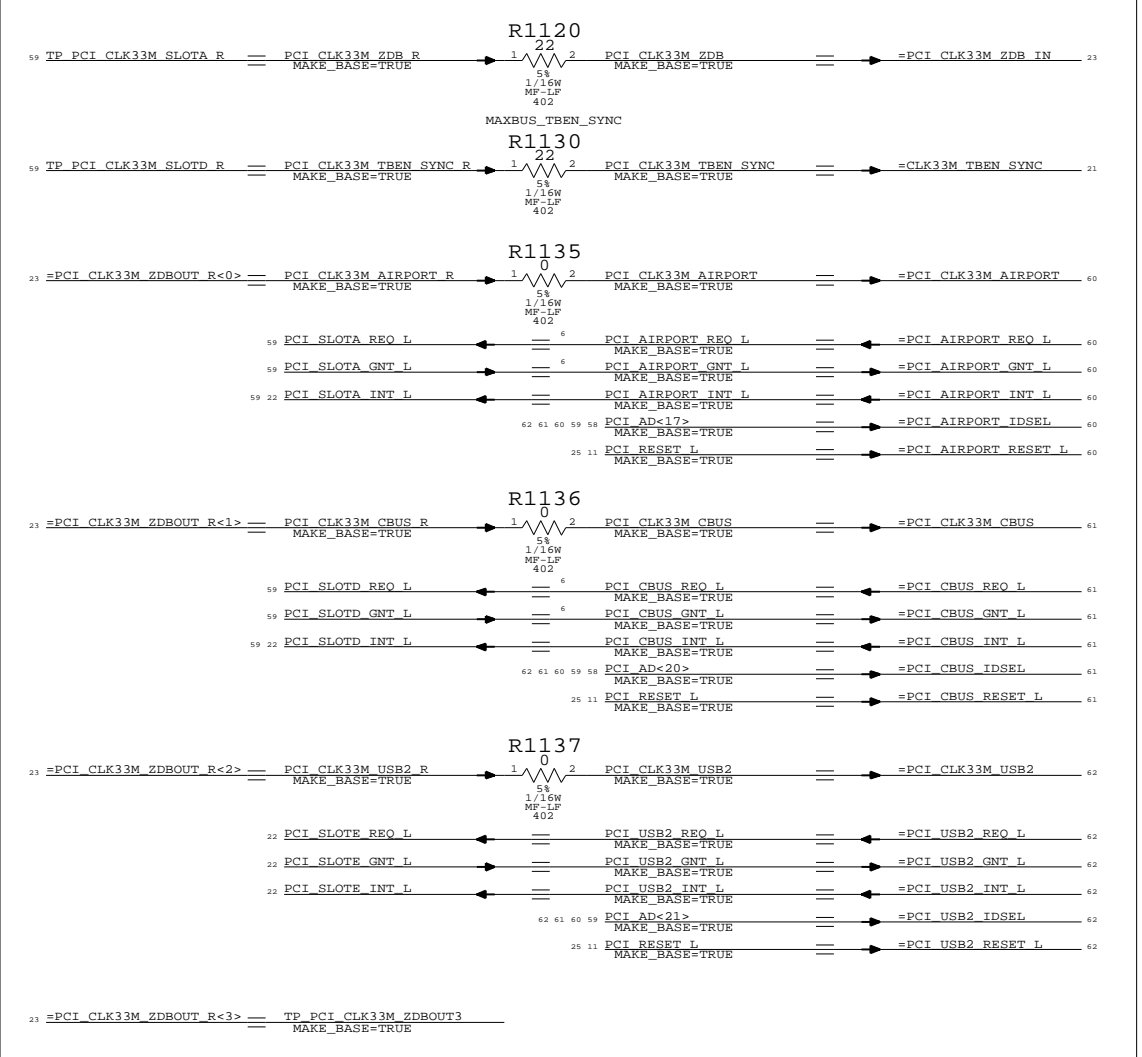 R1120
22
59 TP_PCI_CLK33M_SLOTA_R PCI_CLK33M_ZDB_R 1 2 PCI_CLK33M_ZDB =PCI_CLK33M_ZDB_IN 23
MAKE_BASE=TRUE MAKE_BASE=TRUE
5%
1/16W
MF-LF
402
MAXBUS_TBEN_SYNC
R1130
22
59 TP_PCI_CLK33M_SLOTD_R PCI_CLK33M_TBEN_SYNC_R 1 2 PCI_CLK33M_TBEN_SYNC =CLK33M_TBEN_SYNC 21
MAKE_BASE=TRUE MAKE_BASE=TRUE
5%
1/16W
MF-LF
402
R1135
0
23 =PCI_CLK33M_ZDBOUT_R<0> PCI_CLK33M_AIRPORT_R 1 2 PCI_CLK33M_AIRPORT =PCI_CLK33M_AIRPORT 60
MAKE_BASE=TRUE MAKE_BASE=TRUE
5%
1/16W
MF-LF
402
59 PCI_SLOTA_REQ_L 6 PCI_AIRPORT_REQ_L =PCI_AIRPORT_REQ_L 60
MAKE_BASE=TRUE
59 PCI_SLOTA_GNT_L 6 PCI_AIRPORT_GNT_L =PCI_AIRPORT_GNT_L 60
MAKE_BASE=TRUE
59 22 PCI_SLOTA_INT_L PCI_AIRPORT_INT_L =PCI_AIRPORT_INT_L 60
MAKE_BASE=TRUE
62 61 60 59 58 PCI_AD<17> =PCI_AIRPORT_IDSEL 60
MAKE_BASE=TRUE
25 11 PCI_RESET_L =PCI_AIRPORT_RESET_L 60
MAKE_BASE=TRUE
R1136
0
23 =PCI_CLK33M_ZDBOUT_R<1> PCI_CLK33M_CBUS_R 1 2 PCI_CLK33M_CBUS =PCI_CLK33M_CBUS 61
MAKE_BASE=TRUE MAKE_BASE=TRUE
5%
1/16W
MF-LF
402
59 PCI_SLOTD_REQ_L 6 PCI_CBUS_REQ_L =PCI_CBUS_REQ_L 61
MAKE_BASE=TRUE
59 PCI_SLOTD_GNT_L 6 PCI_CBUS_GNT_L =PCI_CBUS_GNT_L 61
MAKE_BASE=TRUE
59 22 PCI_SLOTD_INT_L PCI_CBUS_INT_L =PCI_CBUS_INT_L 61
MAKE_BASE=TRUE
62 61 60 59 58 PCI_AD<20> =PCI_CBUS_IDSEL 61
MAKE_BASE=TRUE
25 11 PCI_RESET_L =PCI_CBUS_RESET_L 61
MAKE_BASE=TRUE
R1137
0
23 =PCI_CLK33M_ZDBOUT_R<2> PCI_CLK33M_USB2_R 1 2 PCI_CLK33M_USB2 =PCI_CLK33M_USB2 62
MAKE_BASE=TRUE MAKE_BASE=TRUE
5%
1/16W
MF-LF
402
22 PCI_SLOTE_REQ_L PCI_USB2_REQ_L =PCI_USB2_REQ_L 62
MAKE_BASE=TRUE
22 PCI_SLOTE_GNT_L PCI_USB2_GNT_L =PCI_USB2_GNT_L 62
MAKE_BASE=TRUE
22 PCI_SLOTE_INT_L PCI_USB2_INT_L =PCI_USB2_INT_L 62
MAKE_BASE=TRUE
62 61 60 59 PCI_AD<21> =PCI_USB2_IDSEL 62
MAKE_BASE=TRUE
25 11 PCI_RESET_L =PCI_USB2_RESET_L 62
MAKE_BASE=TRUE
23 =PCI_CLK33M_ZDBOUT_R<3> TP_PCI_CLK33M_ZDBOUT3
MAKE_BASE=TRUE